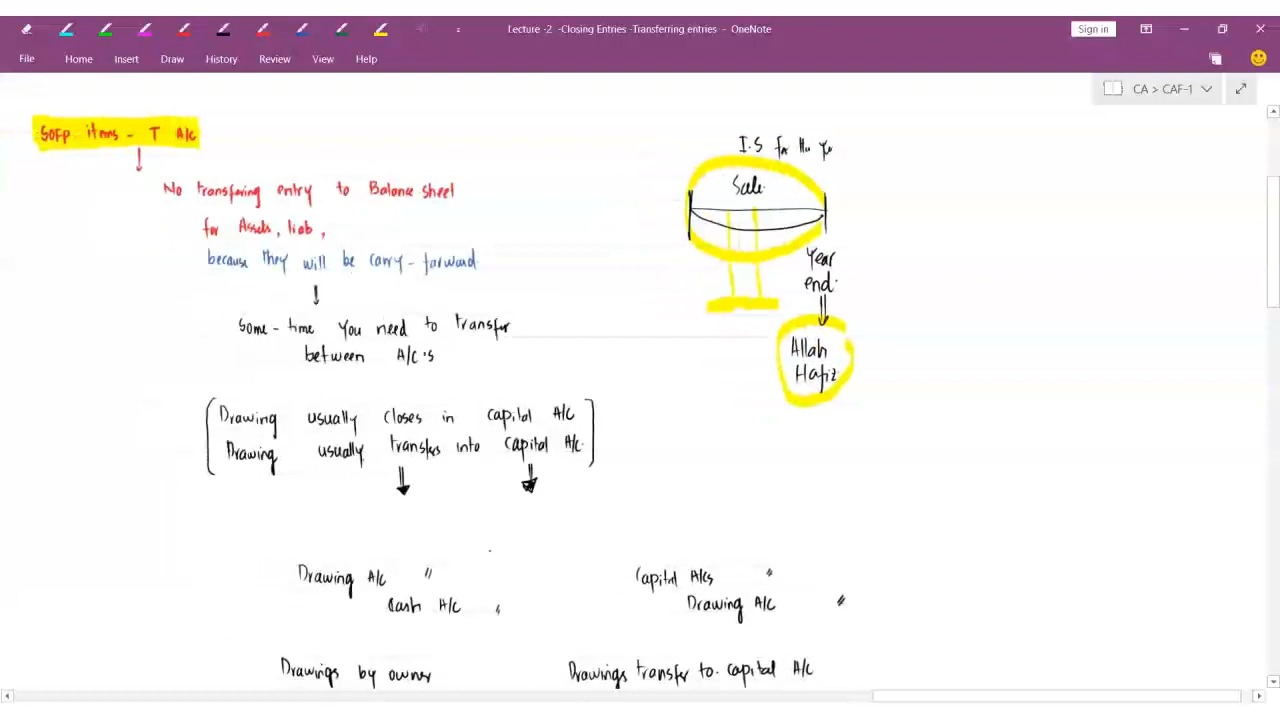 Lecture -2 -Closing Entries -Transferring entries - OneNote
Sign in
File Home Insert Draw History Review View Help
CA > CAF-1
SOFP items - T A/c
No transfering entry to Balance sheet
for Assets, liab,
because they will be carry-forward
Some-time you need to transfer
between A/c's
Drawing usually closes in capital A/c
Drawing usually transfers into capital A/c.
Drawing A/c "
Cash A/c "
Drawings by owner
I.S for the
Sale
Year
end.
Allah
Hafiz
Capital A/cs "
Drawing A/c "
Drawings transfer to capital A/c